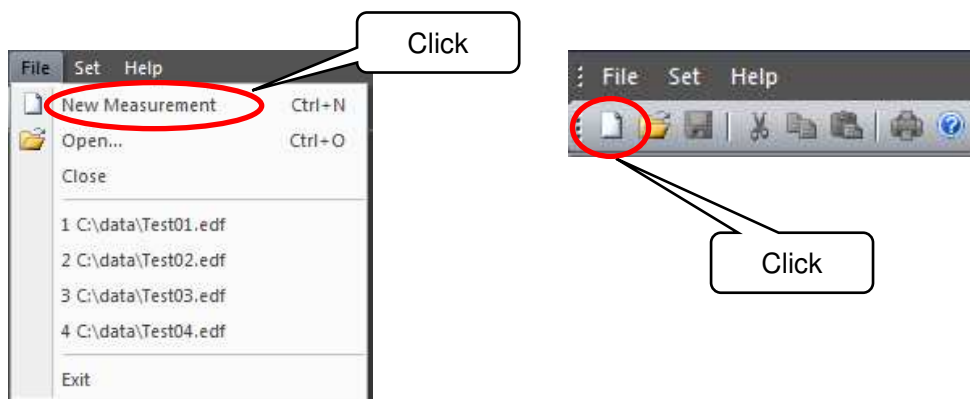 Click
File Set Help
New Measurement Ctrl+N
Open... Ctrl+O
Close
1 C:\data\Test01.edf
2 C:\data\Test02.edf
3 C:\data\Test03.edf
4 C:\data\Test04.edf
Exit
File Set Help
Click